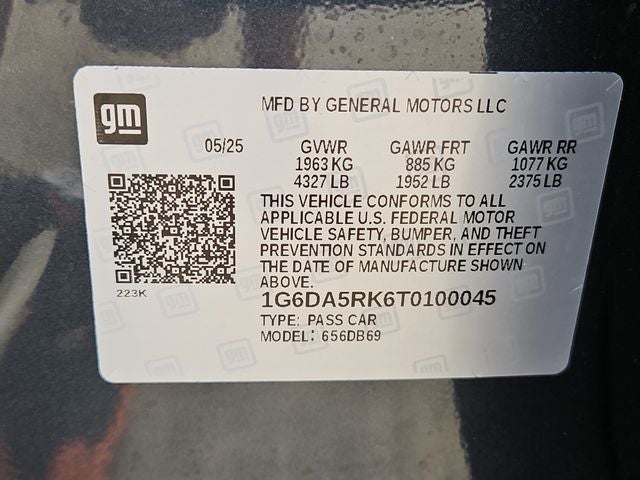 gm
MFD BY GENERAL MOTORS LLC
05/25 GVWR GAWR FRT GAWR RR
1963 KG 885 KG 1077 KG
4327 LB 1952 LB 2375 LB
THIS VEHICLE CONFORMS TO ALL
APPLICABLE U.S. FEDERAL MOTOR
VEHICLE SAFETY, BUMPER, AND THEFT
PREVENTION STANDARDS IN EFFECT ON
THE DATE OF MANUFACTURE SHOWN
ABOVE.
223K
1G6DA5RK6T0100045
TYPE: PASS CAR
MODEL: 656DB69